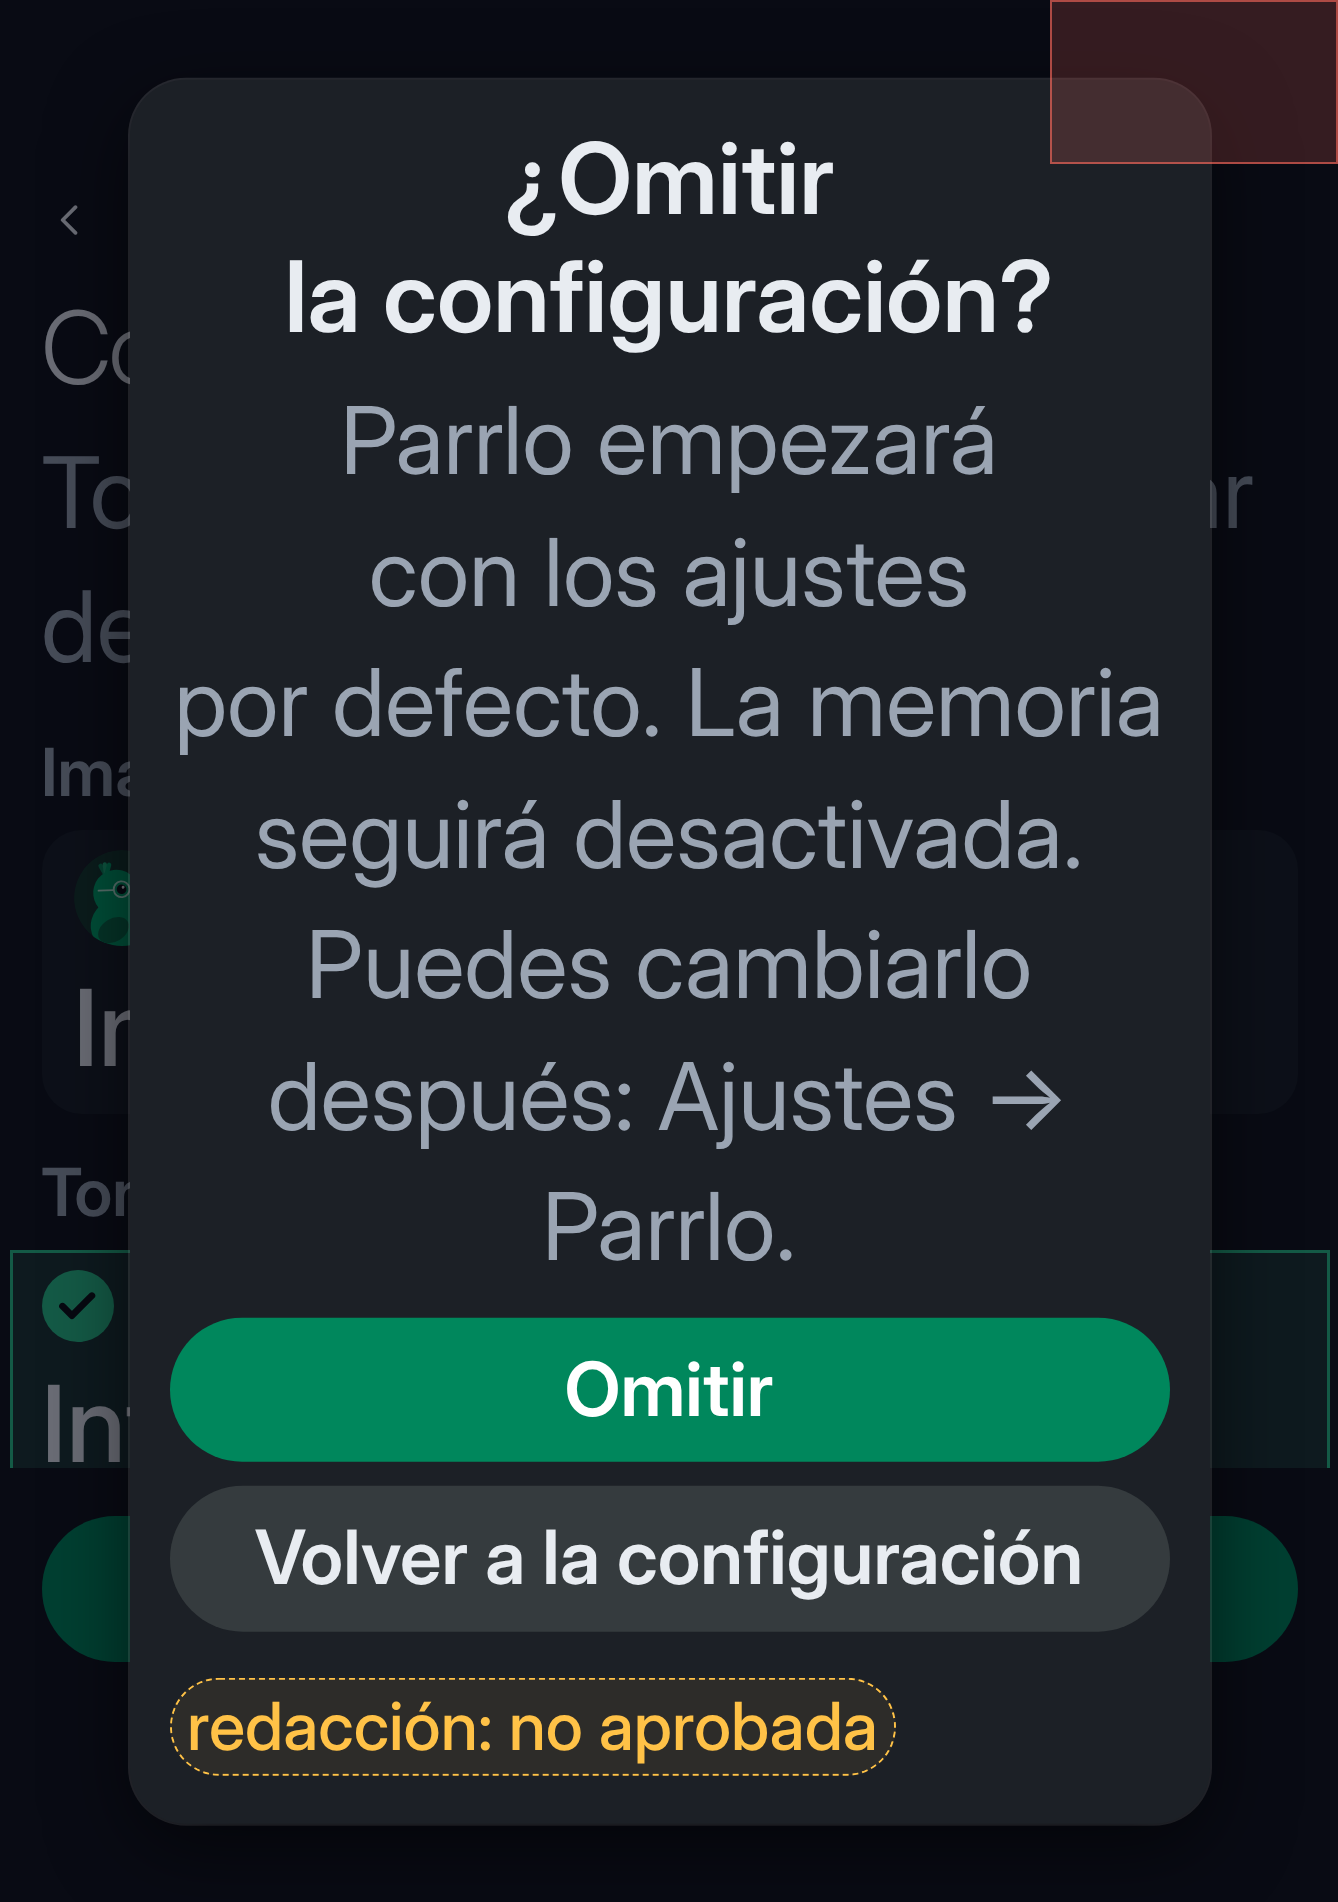 ¿Omitir
la configuración?
Parrlo empezará
con los ajustes
por defecto. La memoria
seguirá desactivada.
Puedes cambiarlo
después: Ajustes →
Parrlo.
Omitir
Volver a la configuración
redacción: no aprobada